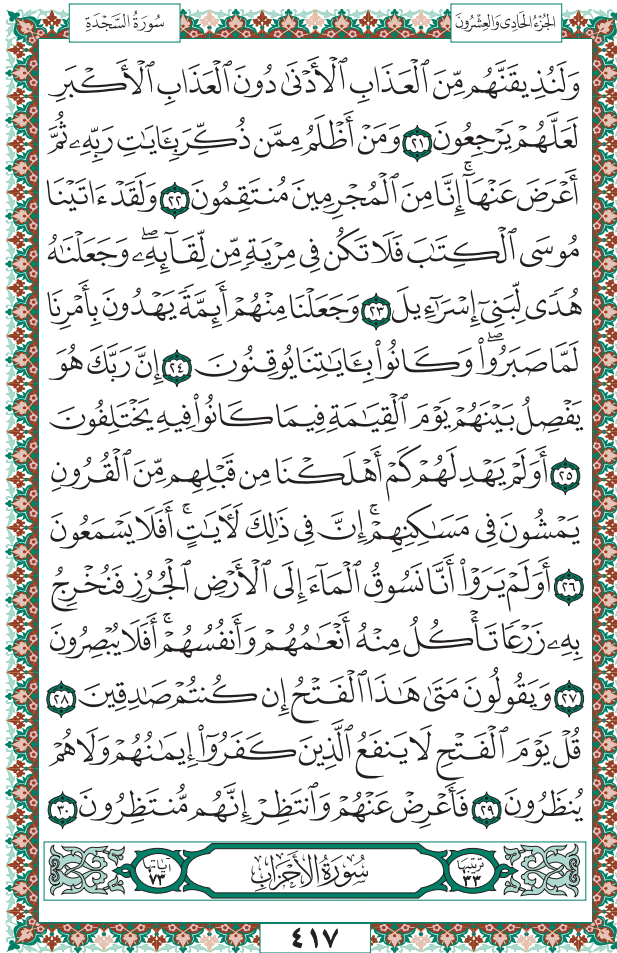 الجُزْءُ الحَادِى وَالعِشْرُونَ
سُورَةُ السَّجْدَةِ
وَلَنُذِيقَنَّهُم مِّنَ ٱلْعَذَابِ ٱلْأَدْنَىٰ دُونَ ٱلْعَذَابِ ٱلْأَكْبَرِ
لَعَلَّهُمْ يَرْجِعُونَ ٢١ وَمَنْ أَظْلَمُ مِمَّن ذُكِّرَ بِـَٔايَٰتِ رَبِّهِۦ ثُمَّ
أَعْرَضَ عَنْهَآۚ إِنَّا مِنَ ٱلْمُجْرِمِينَ مُنتَقِمُونَ ٢٢ وَلَقَدْ ءَاتَيْنَا
مُوسَى ٱلْكِتَٰبَ فَلَا تَكُن فِى مِرْيَةٍ مِّن لِّقَآئِهِۦۖ وَجَعَلْنَٰهُ
هُدًى لِّبَنِىٓ إِسْرَٰٓءِيلَ ٢٣ وَجَعَلْنَا مِنْهُمْ أَئِمَّةً يَهْدُونَ بِأَمْرِنَا
لَمَّا صَبَرُوا۟ۖ وَكَانُوا۟ بِـَٔايَٰتِنَا يُوقِنُونَ ٢٤ إِنَّ رَبَّكَ هُوَ
يَفْصِلُ بَيْنَهُمْ يَوْمَ ٱلْقِيَٰمَةِ فِيمَا كَانُوا۟ فِيهِ يَخْتَلِفُونَ
٢٥ أَوَلَمْ يَهْدِ لَهُمْ كَمْ أَهْلَكْنَا مِن قَبْلِهِم مِّنَ ٱلْقُرُونِ
يَمْشُونَ فِى مَسَٰكِنِهِمْۚ إِنَّ فِى ذَٰلِكَ لَءَايَٰتٍۚ أَفَلَا يَسْمَعُونَ
٢٦ أَوَلَمْ يَرَوْا۟ أَنَّا نَسُوقُ ٱلْمَآءَ إِلَى ٱلْأَرْضِ ٱلْجُرُزِ فَنُخْرِجُ
بِهِۦ زَرْعًا تَأْكُلُ مِنْهُ أَنْعَٰمُهُمْ وَأَنفُسُهُمْۚ أَفَلَا يُبْصِرُونَ
٢٧ وَيَقُولُونَ مَتَىٰ هَٰذَا ٱلْفَتْحُ إِن كُنتُمْ صَٰدِقِينَ ٢٨
قُلْ يَوْمَ ٱلْفَتْحِ لَا يَنفَعُ ٱلَّذِينَ كَفَرُوٓا۟ إِيمَٰنُهُمْ وَلَا هُمْ
يُنظَرُونَ ٢٩ فَأَعْرِضْ عَنْهُمْ وَٱنتَظِرْ إِنَّهُم مُّنتَظِرُونَ ٣٠
ترتيبها ٣٣
سُورَةُ الأَحْزَابِ
آياتها ٧٣
٤١٧